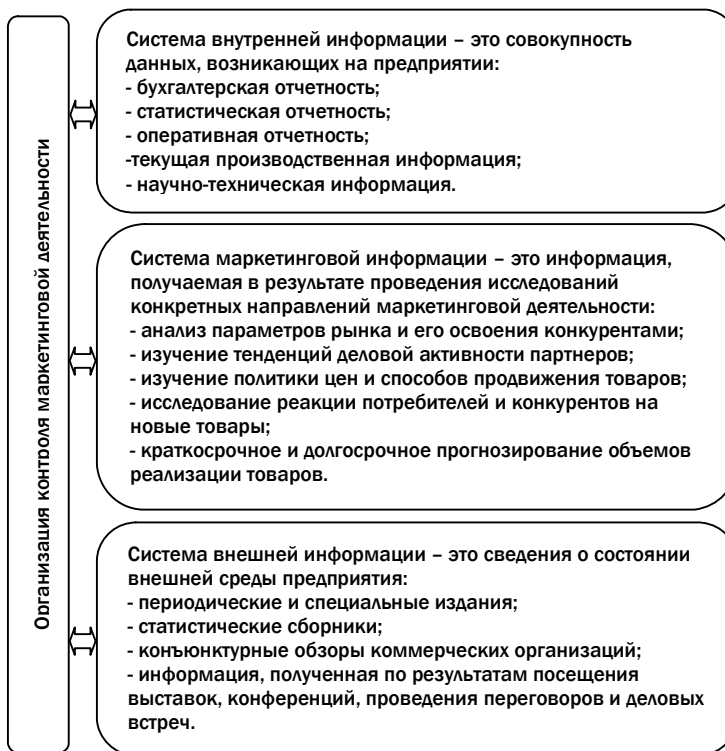 Организация контроля маркетинговой деятельности
Система внутренней информации – это совокупность
данных, возникающих на предприятии:
- бухгалтерская отчетность;
- статистическая отчетность;
- оперативная отчетность;
-текущая производственная информация;
- научно-техническая информация.
Система маркетинговой информации – это информация,
получаемая в результате проведения исследований
конкретных направлений маркетинговой деятельности:
- анализ параметров рынка и его освоения конкурентами;
- изучение тенденций деловой активности партнеров;
- изучение политики цен и способов продвижения товаров;
- исследование реакции потребителей и конкурентов на
новые товары;
- краткосрочное и долгосрочное прогнозирование объемов
реализации товаров.
Система внешней информации – это сведения о состоянии
внешней среды предприятия:
- периодические и специальные издания;
- статистические сборники;
- конъюнктурные обзоры коммерческих организаций;
- информация, полученная по результатам посещения
выставок, конференций, проведения переговоров и деловых
встреч.